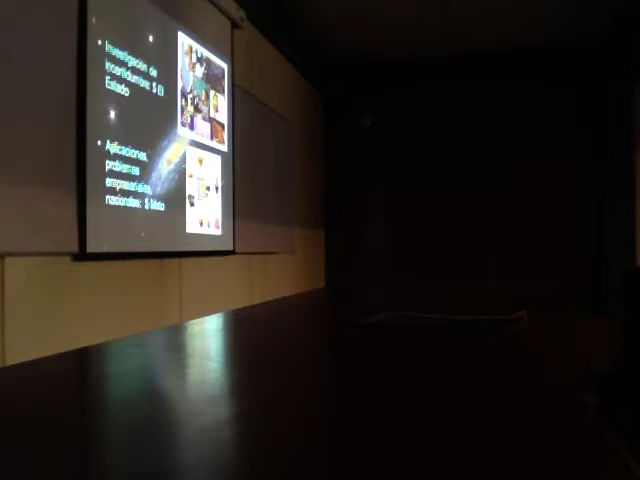 • Investigación de
incertidumbre: $ El
Estado
• Aplicaciones,
problemas
empresariales,
nacionales: $ Mixto